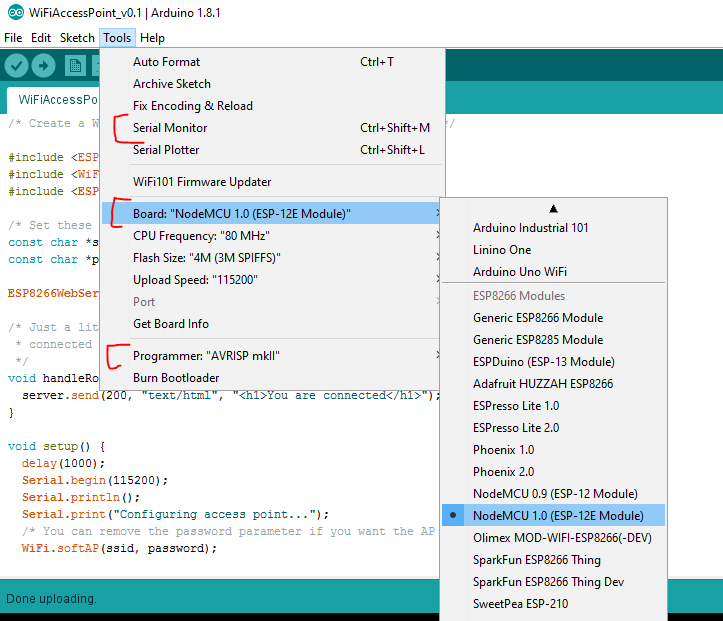 WiFiAccessPoint_v0.1 | Arduino 1.8.1
File Edit Sketch Tools Help
Auto Format Ctrl+T
Archive Sketch
Fix Encoding & Reload
Serial Monitor Ctrl+Shift+M
Serial Plotter Ctrl+Shift+L
WiFi101 Firmware Updater
Board: "NodeMCU 1.0 (ESP-12E Module)"
CPU Frequency: "80 MHz"
Flash Size: "4M (3M SPIFFS)"
Upload Speed: "115200"
Port
Get Board Info
Programmer: "AVRISP mkII"
Burn Bootloader
Arduino Industrial 101
Linino One
Arduino Uno WiFi
ESP8266 Modules
Generic ESP8266 Module
Generic ESP8285 Module
ESPDuino (ESP-13 Module)
Adafruit HUZZAH ESP8266
ESPresso Lite 1.0
ESPresso Lite 2.0
Phoenix 1.0
Phoenix 2.0
NodeMCU 0.9 (ESP-12 Module)
NodeMCU 1.0 (ESP-12E Module)
Olimex MOD-WIFI-ESP8266(-DEV)
SparkFun ESP8266 Thing
SparkFun ESP8266 Thing Dev
SweetPea ESP-210
WiFiAccessPo
/* Create a W */
#include <ESP
#include <WiF
#include <ESP
/* Set these
const char *s
const char *p
ESP8266WebSer
/* Just a lit
* connected
*/
void handleRo
server.send(200, "text/html", "<h1>You are connected</h1>");
}
void setup() {
delay(1000);
Serial.begin(115200);
Serial.println();
Serial.print("Configuring access point...");
/* You can remove the password parameter if you want the AP
WiFi.softAP(ssid, password);
Done uploading.